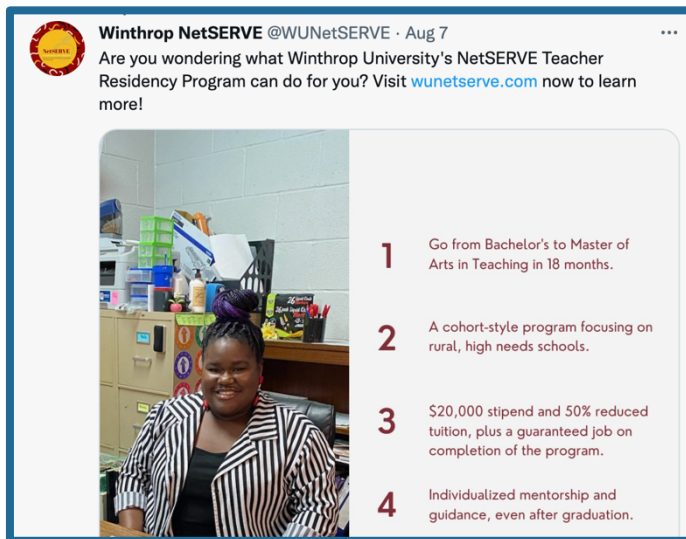 Winthrop NetSERVE @WUNetSERVE · Aug 7
Are you wondering what Winthrop University's NetSERVE Teacher
Residency Program can do for you? Visit wunetserve.com now to learn
more!
NetSERVE
1
Go from Bachelor's to Master of
Arts in Teaching in 18 months.
2
A cohort-style program focusing on
rural, high needs schools.
3
$20,000 stipend and 50% reduced
tuition, plus a guaranteed job on
completion of the program.
4
Individualized mentorship and
guidance, even after graduation.